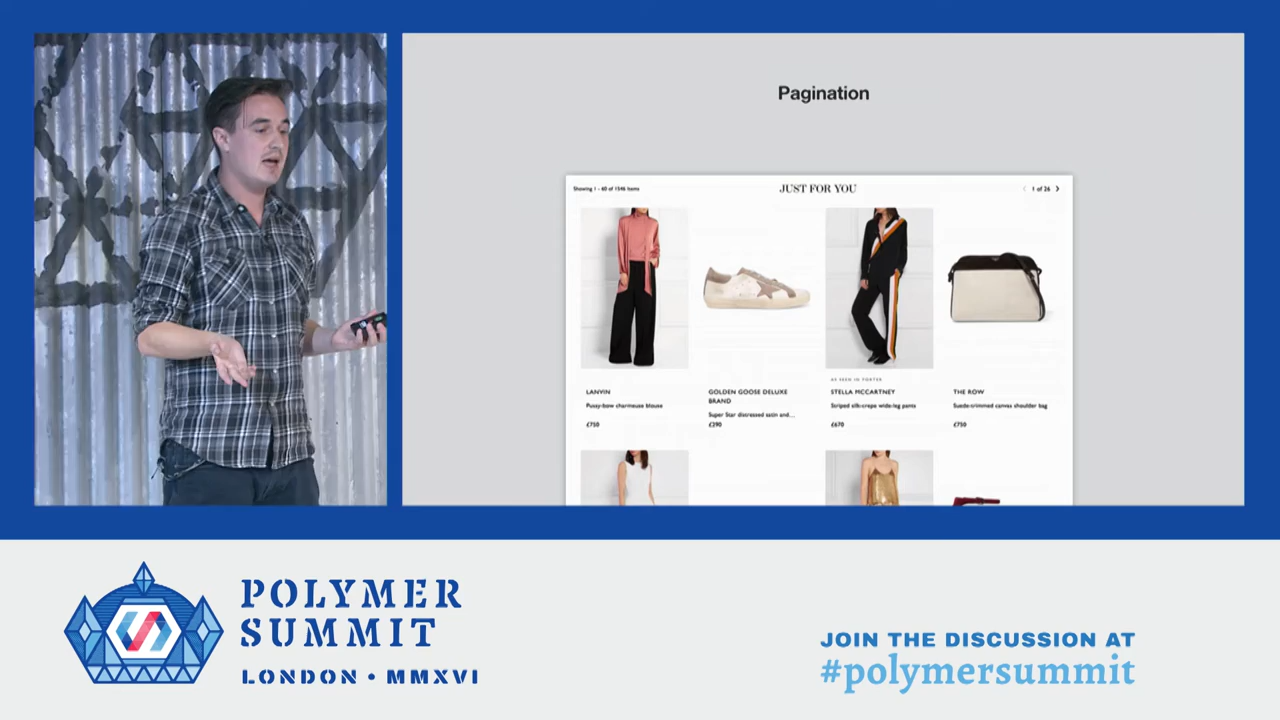 Pagination
Showing 1 - 60 of 1546 items
JUST FOR YOU
1 of 26
LANVIN
Pussy-bow charmeuse blouse
£750
GOLDEN GOOSE DELUXE
BRAND
Super Star distressed satin and...
£290
AS SEEN IN PORTER
STELLA MCCARTNEY
Striped silk-crepe wide-leg pants
£670
THE ROW
Suede-trimmed canvas shoulder bag
£750
POLYMER
SUMMIT
LONDON • MMXVI
JOIN THE DISCUSSION AT
#polymersummit